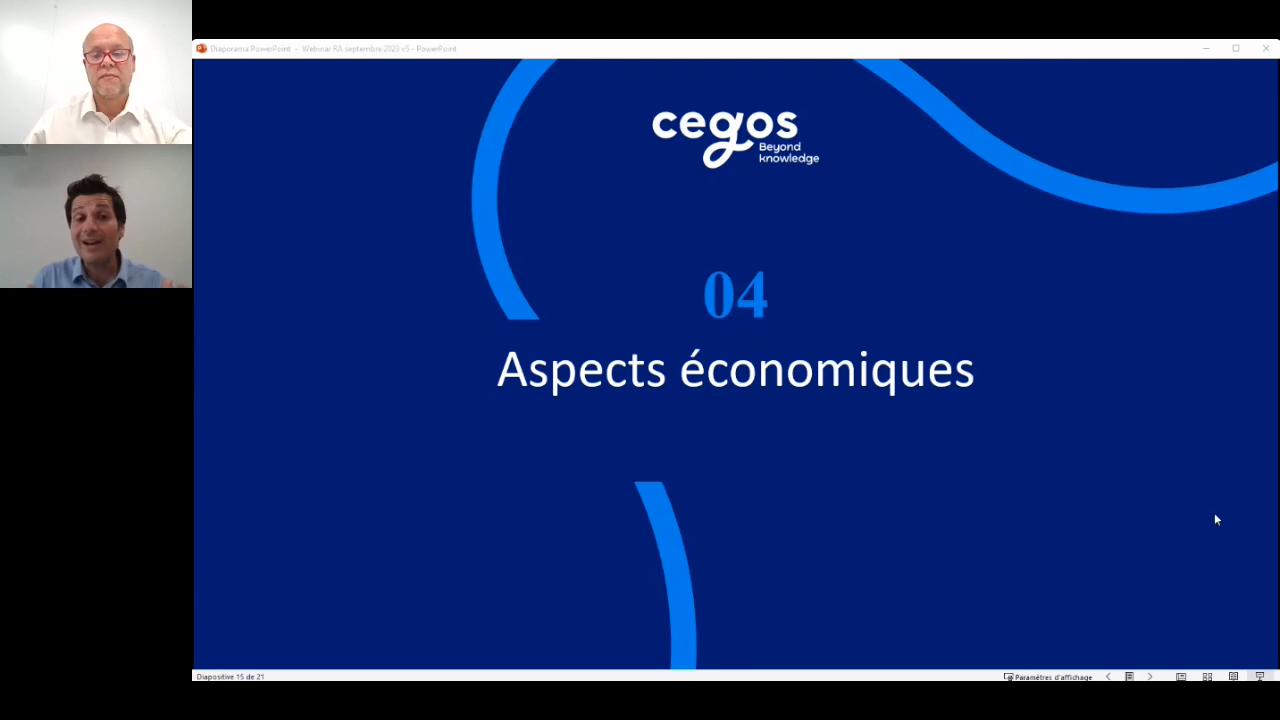 Diaporama PowerPoint - Webinar RA septembre 2023 v5 - PowerPoint
cegos
Beyond
knowledge
04
Aspects économiques
Diapositive 15 de 21
Paramètres d'affichage